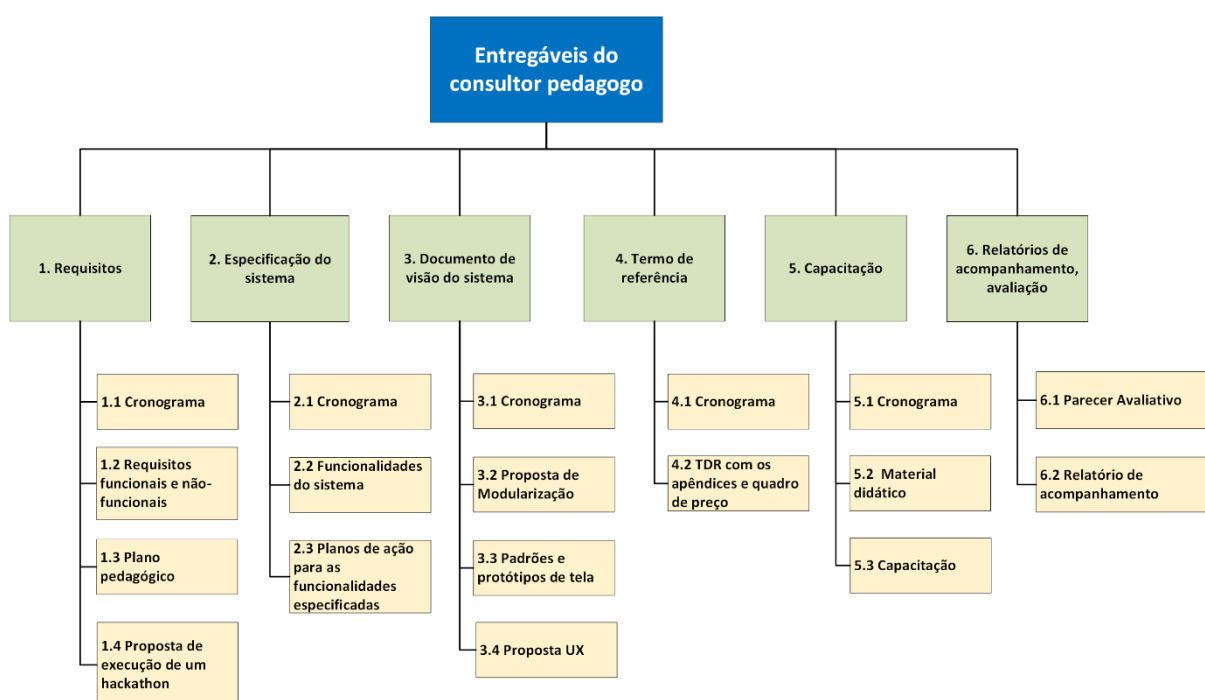 Entregáveis do
consultor pedagogo
1. Requisitos
2. Especificação do
sistema
3. Documento de
visão do sistema
4. Termo de
referência
5. Capacitação
6. Relatórios de
acompanhamento,
avaliação
1.1 Cronograma
1.2 Requisitos
funcionais e não-
funcionais
1.3 Plano
pedagógico
1.4 Proposta de
execução de um
hackathon
2.1 Cronograma
2.2 Funcionalidades
do sistema
2.3 Planos de ação
para as
funcionalidades
especificadas
3.1 Cronograma
3.2 Proposta de
Modularização
3.3 Padrões e
protótipos de tela
3.4 Proposta UX
4.1 Cronograma
4.2 TDR com os
apêndices e quadro
de preço
5.1 Cronograma
5.2 Material
didático
5.3 Capacitação
6.1 Parecer Avaliativo
6.2 Relatório de
acompanhamento